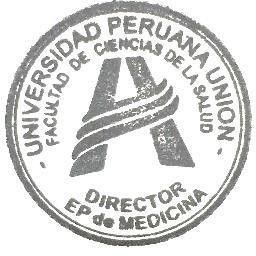 - UNIVERSIDAD PERUANA UNION -
FACULTAD DE CIENCIAS DE LA SALUD
DIRECTOR
EP de MEDICINA